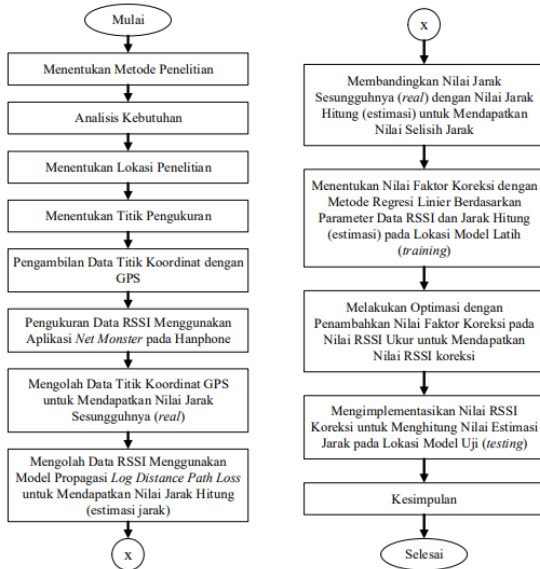 Mulai
Menentukan Metode Penelitian
Analisis Kebutuhan
Menentukan Lokasi Penelitian
Menentukan Titik Pengukuran
Pengambilan Data Titik Koordinat dengan
GPS
Pengukuran Data RSSI Menggunakan
Aplikasi Net Monster pada Hanphone
Mengolah Data Titik Koordinat GPS
untuk Mendapatkan Nilai Jarak
Sesungguhnya (real)
Mengolah Data RSSI Menggunakan
Model Propagasi Log Distance Path Loss
untuk Mendapatkan Nilai Jarak Hitung
(estimasi jarak)
x
x
Membandingkan Nilai Jarak
Sesungguhnya (real) dengan Nilai Jarak
Hitung (estimasi) untuk Mendapatkan
Nilai Selisih Jarak
Menentukan Nilai Faktor Koreksi dengan
Metode Regresi Linier Berdasarkan
Parameter Data RSSI dan Jarak Hitung
(estimasi) pada Lokasi Model Latih
(training)
Melakukan Optimasi dengan
Penambahkan Nilai Faktor Koreksi pada
Nilai RSSI Ukur untuk Mendapatkan
Nilai RSSI koreksi
Mengimplementasikan Nilai RSSI
Koreksi untuk Menghitung Nilai Estimasi
Jarak pada Lokasi Model Uji (testing)
Kesimpulan
Selesai